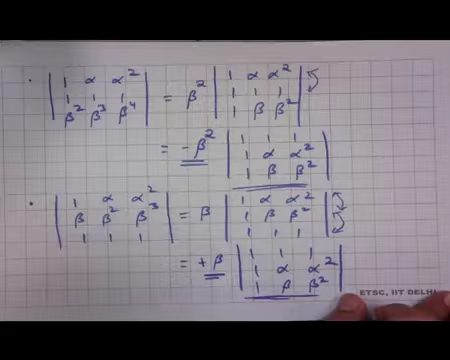 · | 1 α α² |
| 1 1 1 | = β² | 1 α α² |
| β² β³ β⁴ | | 1 1 1 |
| 1 β β² |
= - β² | 1 1 1 |
| 1 α α² |
| 1 β β² |
· | 1 α α² |
| β β² β³ | = β | 1 α α² |
| 1 1 1 | | 1 β β² |
| 1 1 1 |
= + β | 1 1 1 |
| 1 α α² |
| 1 β β² |
ETSC, IIT DELHI